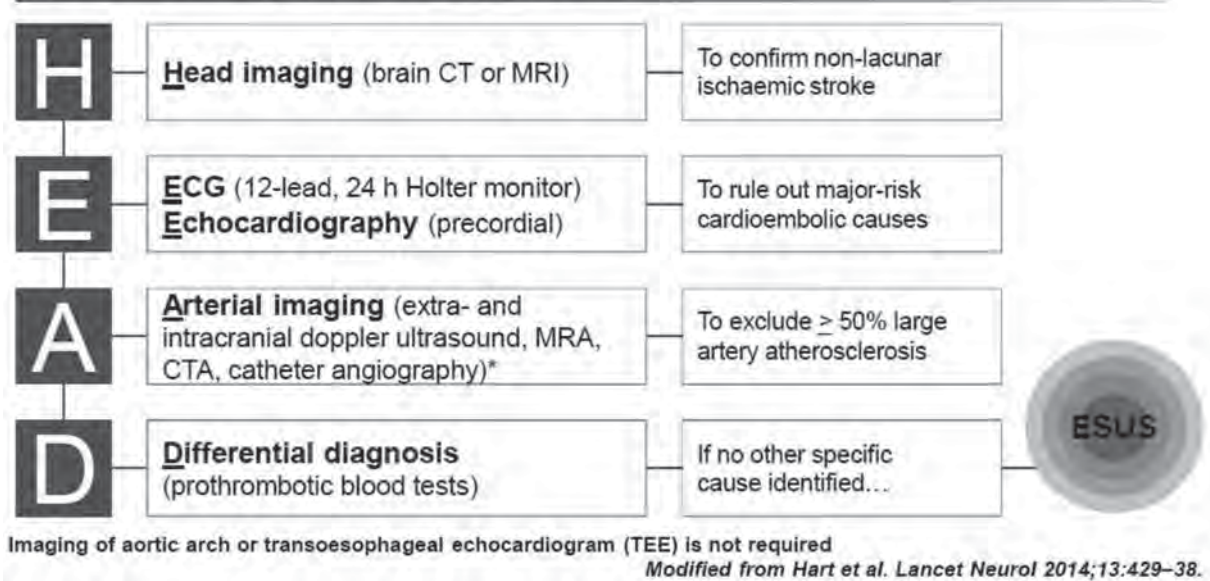 H
Head imaging (brain CT or MRI)
To confirm non-lacunar
ischaemic stroke
E
ECG (12-lead, 24 h Holter monitor)
Echocardiography (precordial)
To rule out major-risk
cardioembolic causes
A
Arterial imaging (extra- and
intracranial doppler ultrasound, MRA,
CTA, catheter angiography)*
To exclude ≥ 50% large
artery atherosclerosis
D
Differential diagnosis
(prothrombotic blood tests)
If no other specific
cause identified...
ESUS
Imaging of aortic arch or transoesophageal echocardiogram (TEE) is not required
Modified from Hart et al. Lancet Neurol 2014;13:429–38.